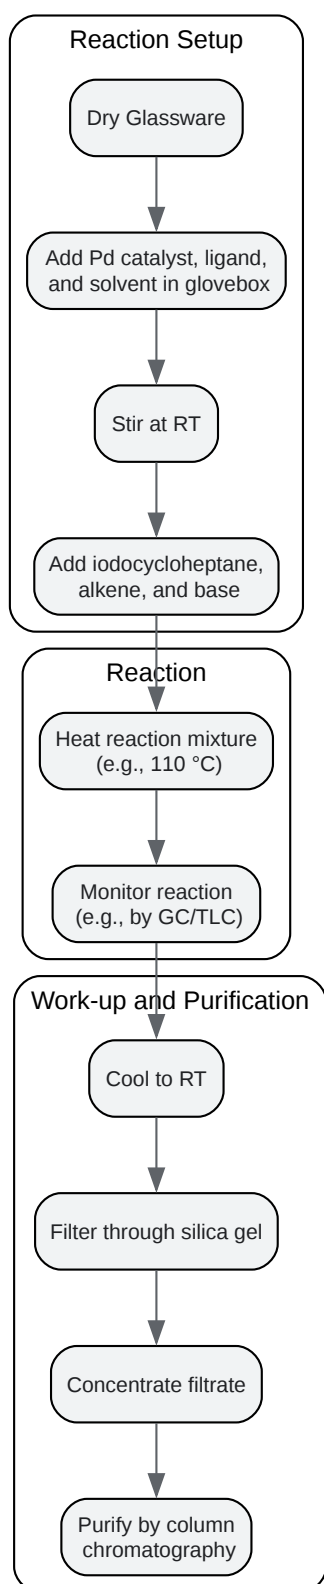 Reaction Setup
Dry Glassware
Add Pd catalyst, ligand,
and solvent in glovebox
Stir at RT
Add iodocycloheptane,
alkene, and base
Reaction
Heat reaction mixture
(e.g., 110 °C)
Monitor reaction
(e.g., by GC/TLC)
Work-up and Purification
Cool to RT
Filter through silica gel
Concentrate filtrate
Purify by column
chromatography